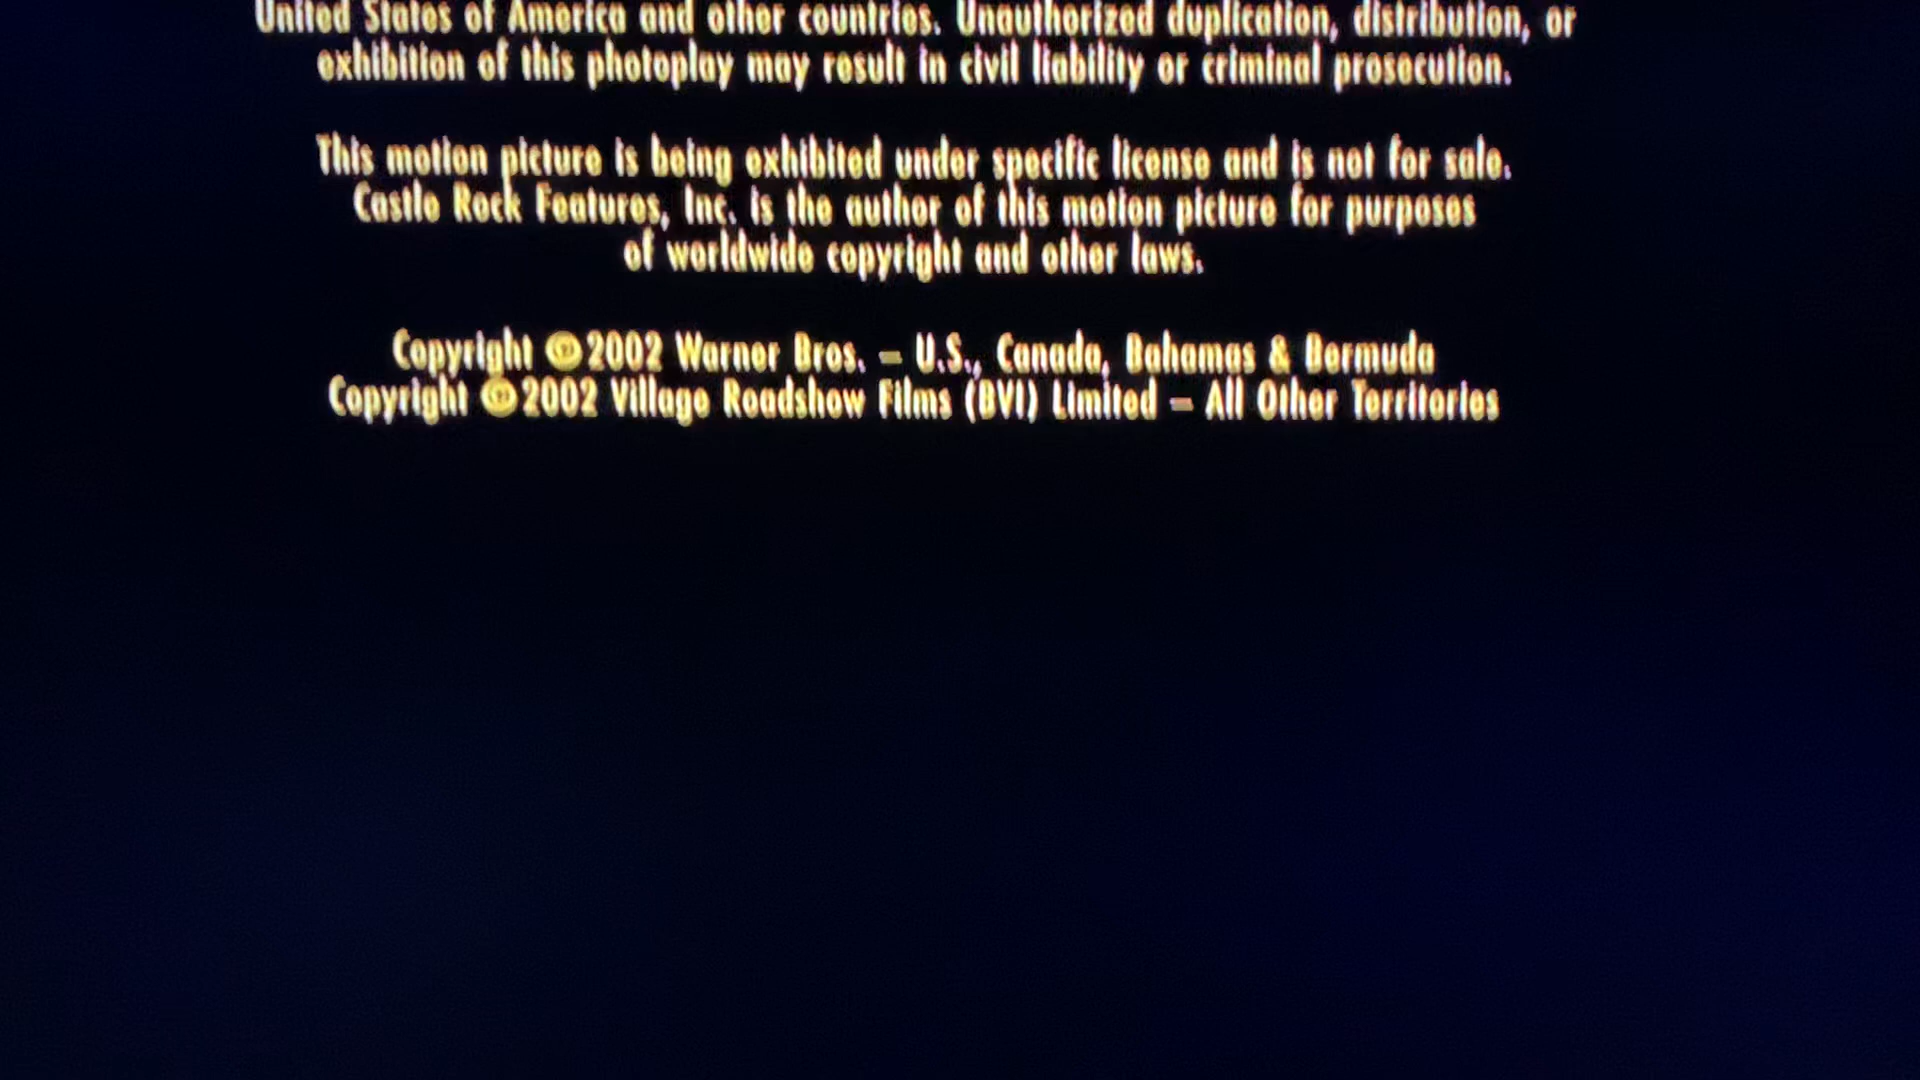 United States of America and other countries. Unauthorized duplication, distribution, or
exhibition of this photoplay may result in civil liability or criminal prosecution.
This motion picture is being exhibited under specific license and is not for sale.
Castle Rock Features, Inc. is the author of this motion picture for purposes
of worldwide copyright and other laws.
Copyright ©2002 Warner Bros. – U.S., Canada, Bahamas & Bermuda
Copyright ©2002 Village Roadshow Films (BVI) Limited – All Other Territories